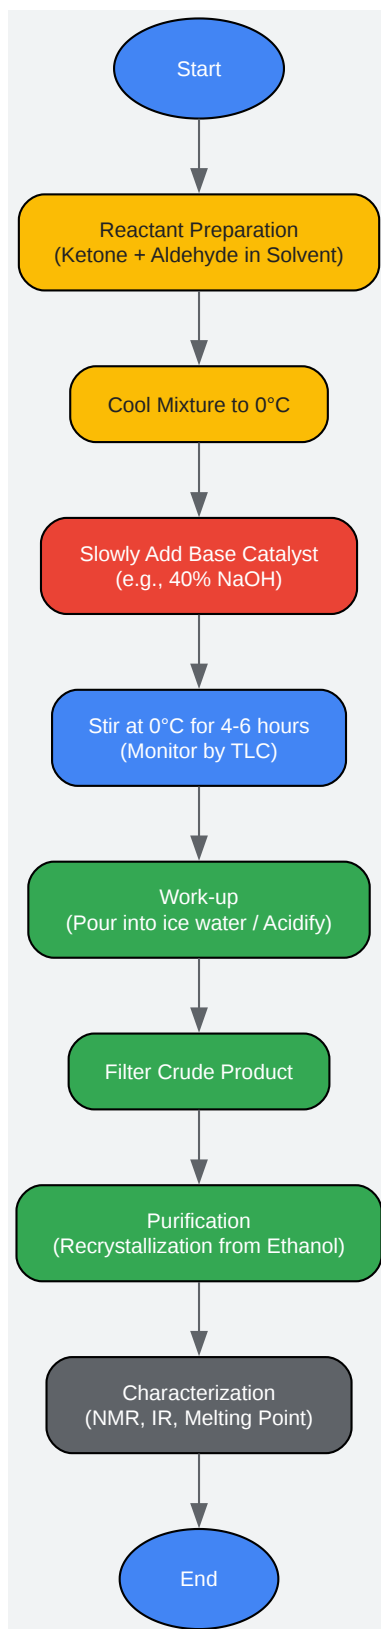 Start
Reactant Preparation
(Ketone + Aldehyde in Solvent)
Cool Mixture to 0°C
Slowly Add Base Catalyst
(e.g., 40% NaOH)
Stir at 0°C for 4-6 hours
(Monitor by TLC)
Work-up
(Pour into ice water / Acidify)
Filter Crude Product
Purification
(Recrystallization from Ethanol)
Characterization
(NMR, IR, Melting Point)
End